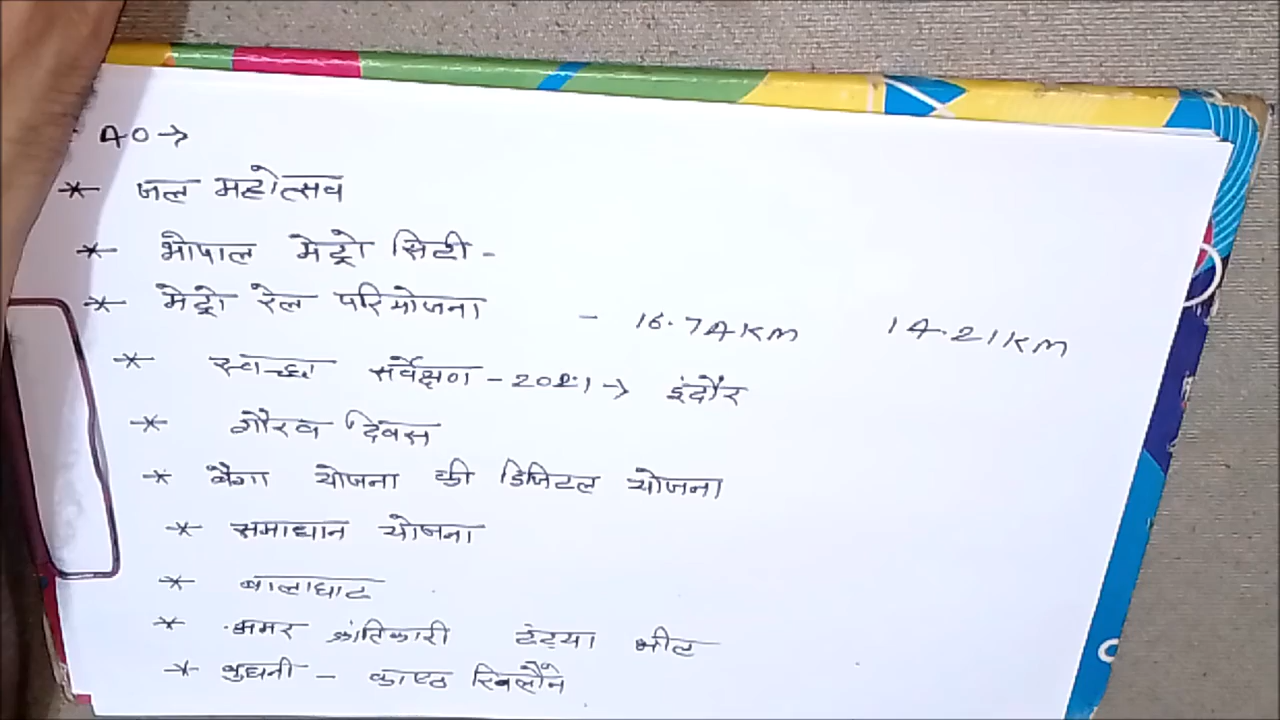 40→
* जल महोत्सव
* भोपाल मेट्रो सिटी -
* मेट्रो रेल परियोजना - 16.74KM 14.21KM
* स्वच्छ सर्वेक्षण - 2021 → इंदौर
* गौरव दिवस
* बैगा योजना की डिजिटल योजना
* समाधान योजना
* बालाघाट
* अमर क्रांतिकारी टंट्या भील
* बुधनी - काष्ठ खिलौने